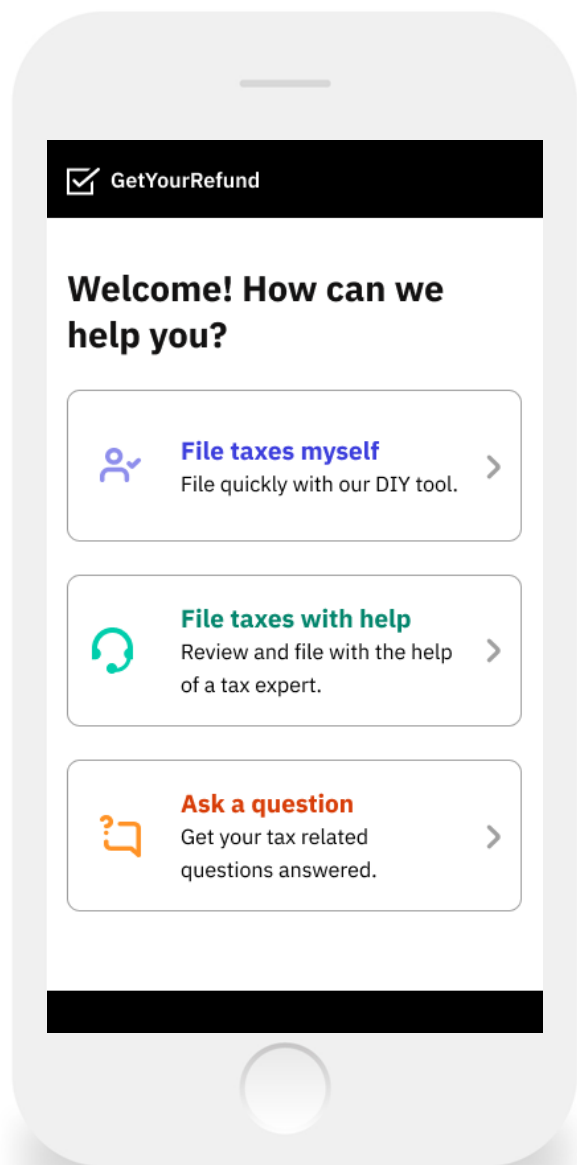 GetYourRefund
Welcome! How can we
help you?
File taxes myself
File quickly with our DIY tool.
File taxes with help
Review and file with the help
of a tax expert.
Ask a question
Get your tax related
questions answered.